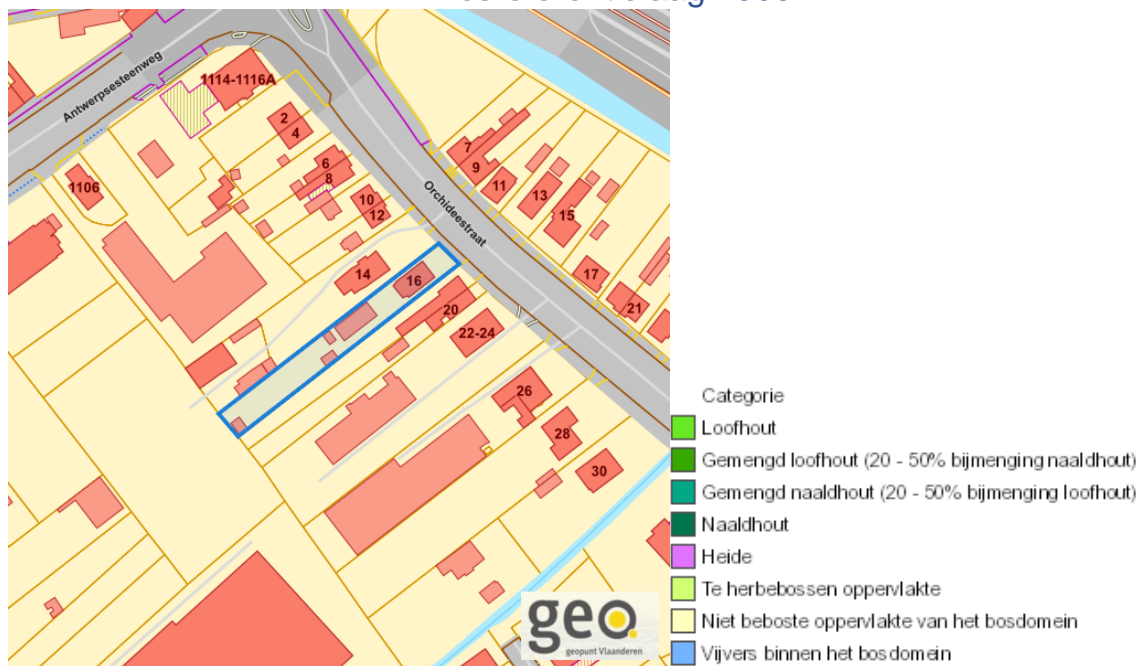 Antwerpsesteenweg
1114-1116A
2
4
7
9
6
8
11
1106
13
10
12
15
Orchideestraat
14
16
17
20
21
22-24
26
28
30
geo
geopunt Vlaanderen
Categorie
Loofhout
Gemengd loofhout (20 - 50% bijmenging naaldhout)
Gemengd naaldhout (20 - 50% bijmenging loofhout)
Naaldhout
Heide
Te herbebossen oppervlakte
Niet beboste oppervlakte van het bosdomein
Vijvers binnen het bosdomein